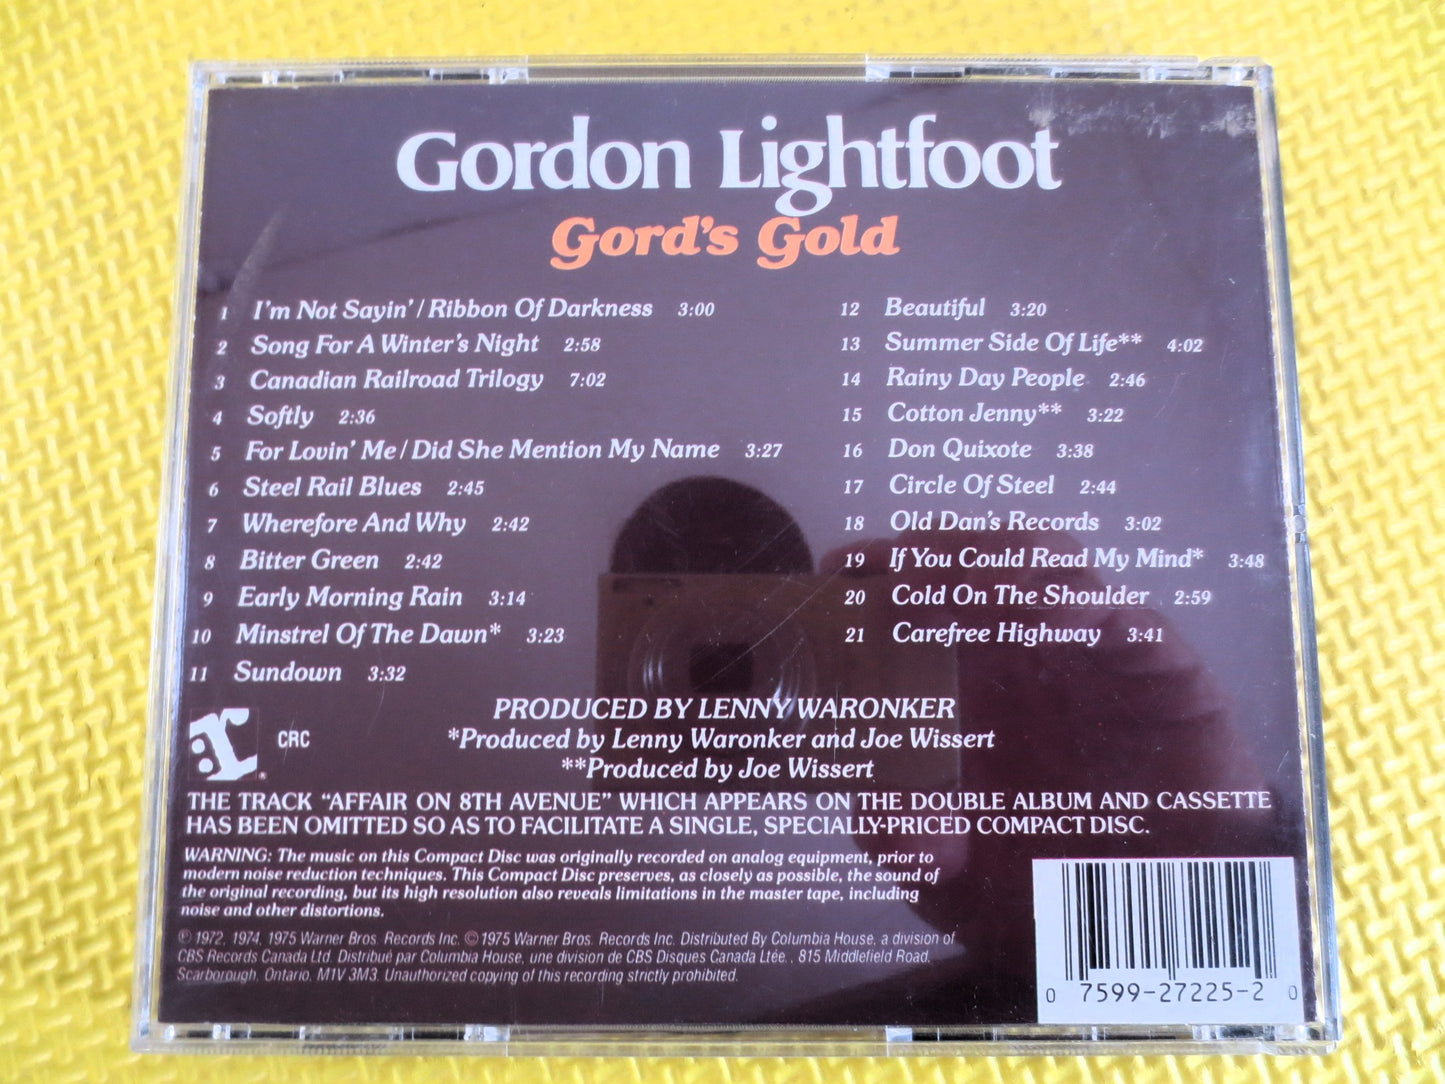 Gordon Lightfoot
Gord's Gold
1 I'm Not Sayin' / Ribbon Of Darkness 3:00
2 Song For A Winter's Night 2:58
3 Canadian Railroad Trilogy 7:02
4 Softly 2:36
5 For Lovin' Me / Did She Mention My Name 3:27
6 Steel Rail Blues 2:45
7 Wherefore And Why 2:42
8 Bitter Green 2:42
9 Early Morning Rain 3:14
10 Minstrel Of The Dawn* 3:23
11 Sundown 3:32
12 Beautiful 3:20
13 Summer Side Of Life** 4:02
14 Rainy Day People 2:46
15 Cotton Jenny** 3:22
16 Don Quixote 3:38
17 Circle Of Steel 2:44
18 Old Dan's Records 3:02
19 If You Could Read My Mind* 3:48
20 Cold On The Shoulder 2:59
21 Carefree Highway 3:41
PRODUCED BY LENNY WARONKER
*Produced by Lenny Waronker and Joe Wissert
**Produced by Joe Wissert
r ®
CRC
THE TRACK "AFFAIR ON 8TH AVENUE" WHICH APPEARS ON THE DOUBLE ALBUM AND CASSETTE
HAS BEEN OMITTED SO AS TO FACILITATE A SINGLE, SPECIALLY-PRICED COMPACT DISC.
WARNING: The music on this Compact Disc was originally recorded on analog equipment, prior to
modern noise reduction techniques. This Compact Disc preserves, as closely as possible, the sound of
the original recording, but its high resolution also reveals limitations in the master tape, including
noise and other distortions.
℗ 1972, 1974, 1975 Warner Bros. Records Inc. © 1975 Warner Bros. Records Inc. Distributed By Columbia House, a division of
CBS Records Canada Ltd. Distribué par Columbia House, une division de CBS Disques Canada Ltée., 815 Middlefield Road,
Scarborough, Ontario, M1V 3M3. Unauthorized copying of this recording strictly prohibited.
0 7599-27225-2 0